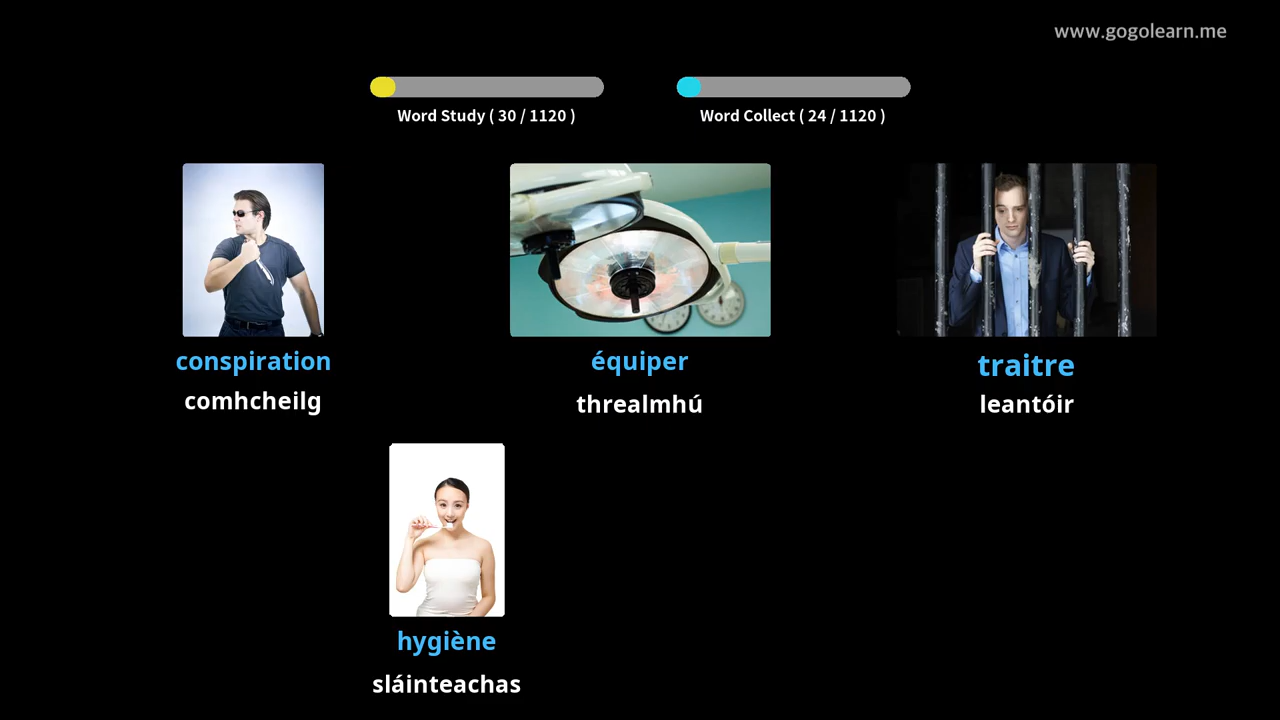 www.gogolearn.me
Word Study ( 30 / 1120 )
Word Collect ( 24 / 1120 )
conspiration
équiper
traitre
comhcheilg
threalmhú
leantóir
hygiène
sláinteachas